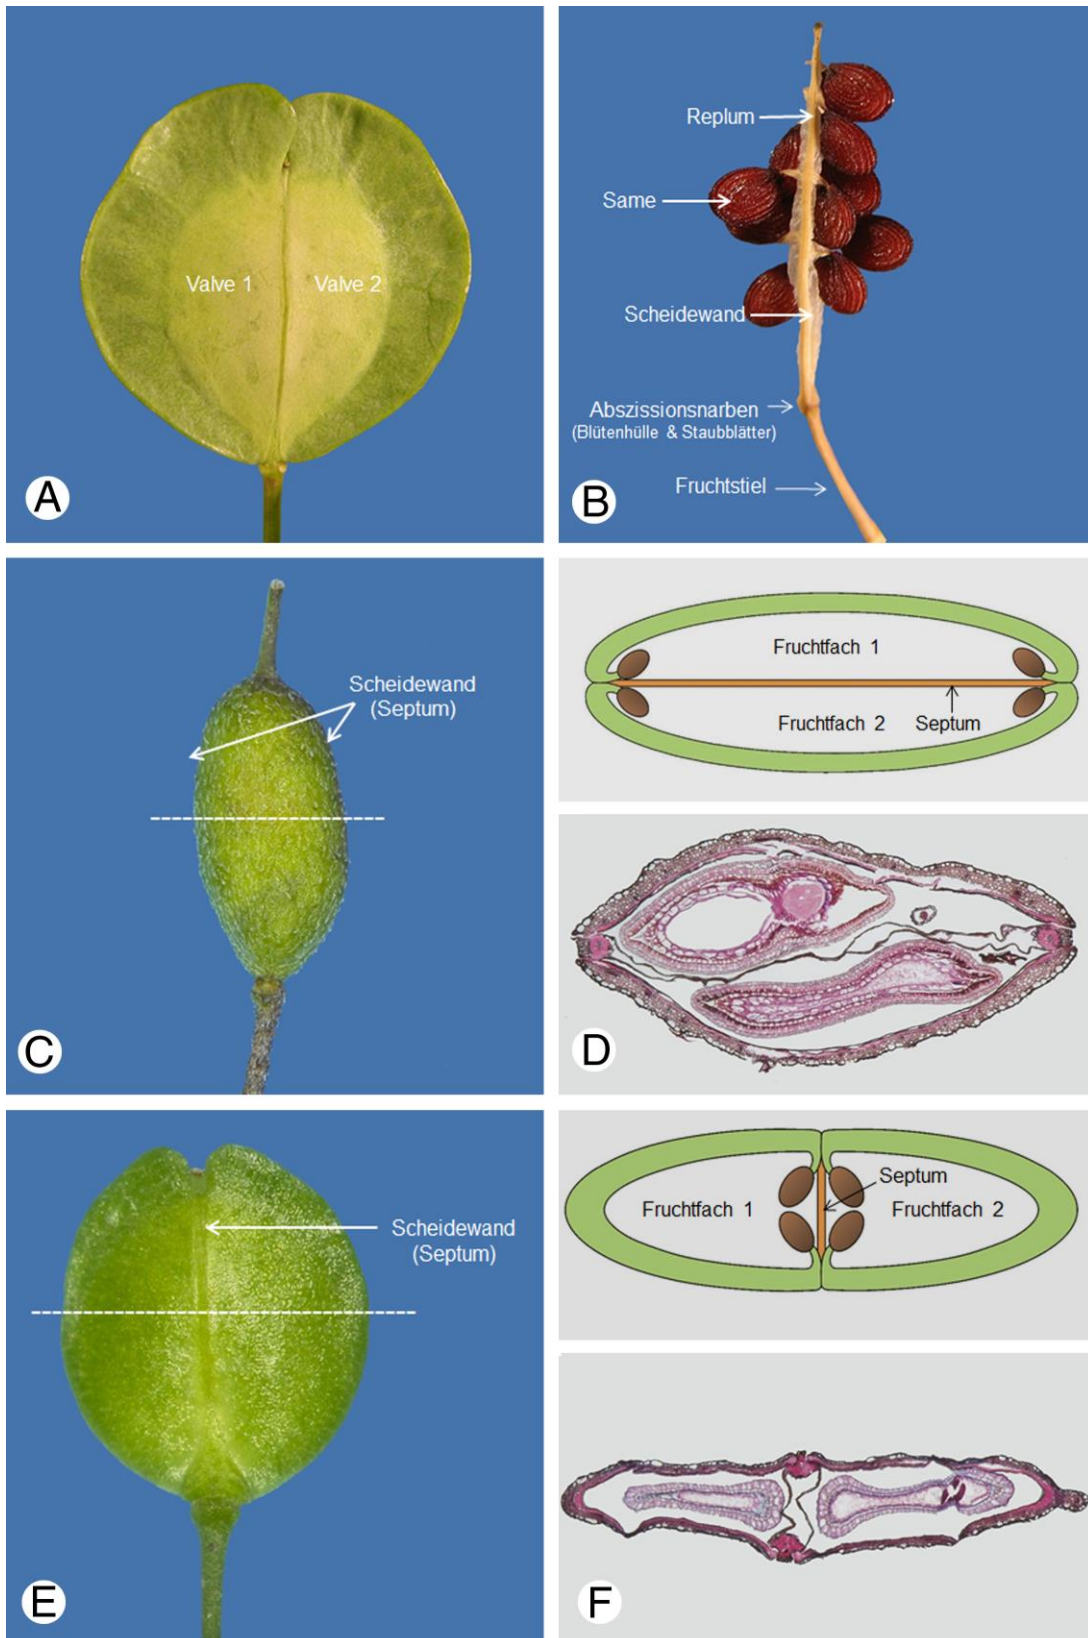 Valve 1
Valve 2
A
Replum
Same
Scheidewand
Abszissionsnarben
(Blütenhülle & Staubblätter)
Fruchtstiel
B
Scheidewand
(Septum)
C
Fruchtfach 1
Fruchtfach 2
Septum
D
Scheidewand
(Septum)
E
Septum
Fruchtfach 1
Fruchtfach 2
F